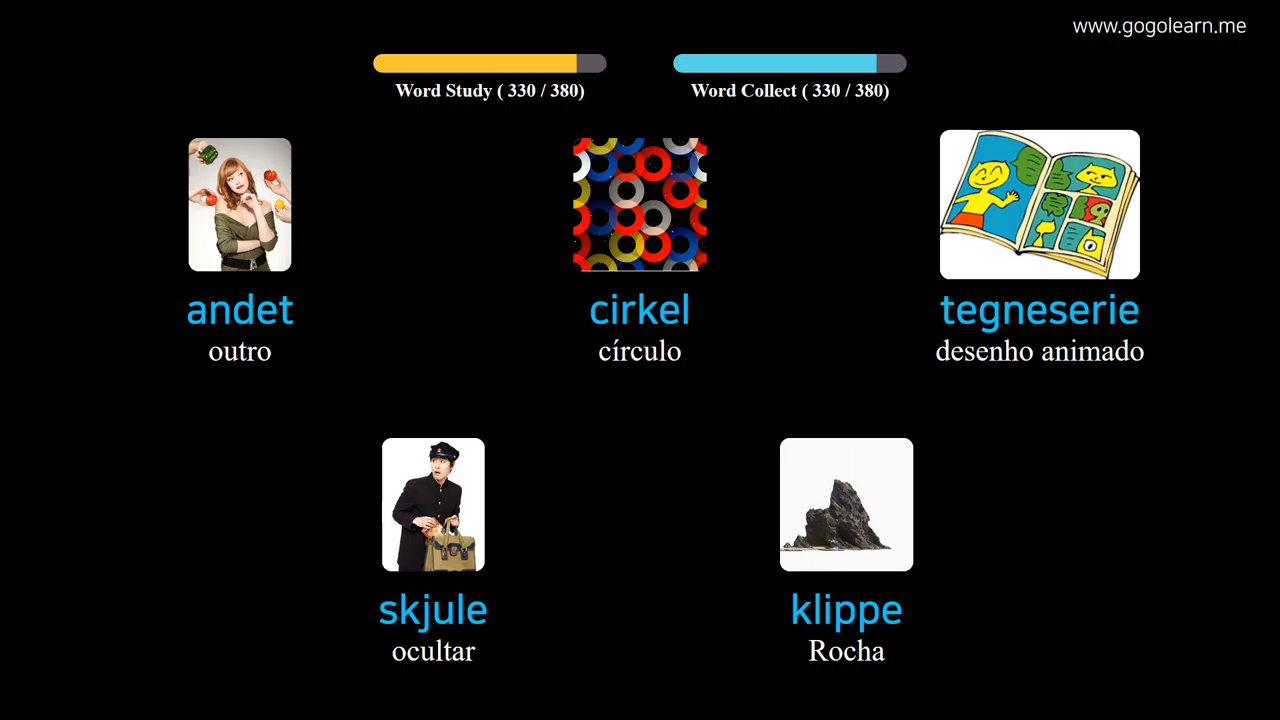 www.gogolearn.me
Word Study ( 330 / 380)
Word Collect ( 330 / 380)
andet
outro
cirkel
círculo
tegneserie
desenho animado
skjule
ocultar
klippe
Rocha